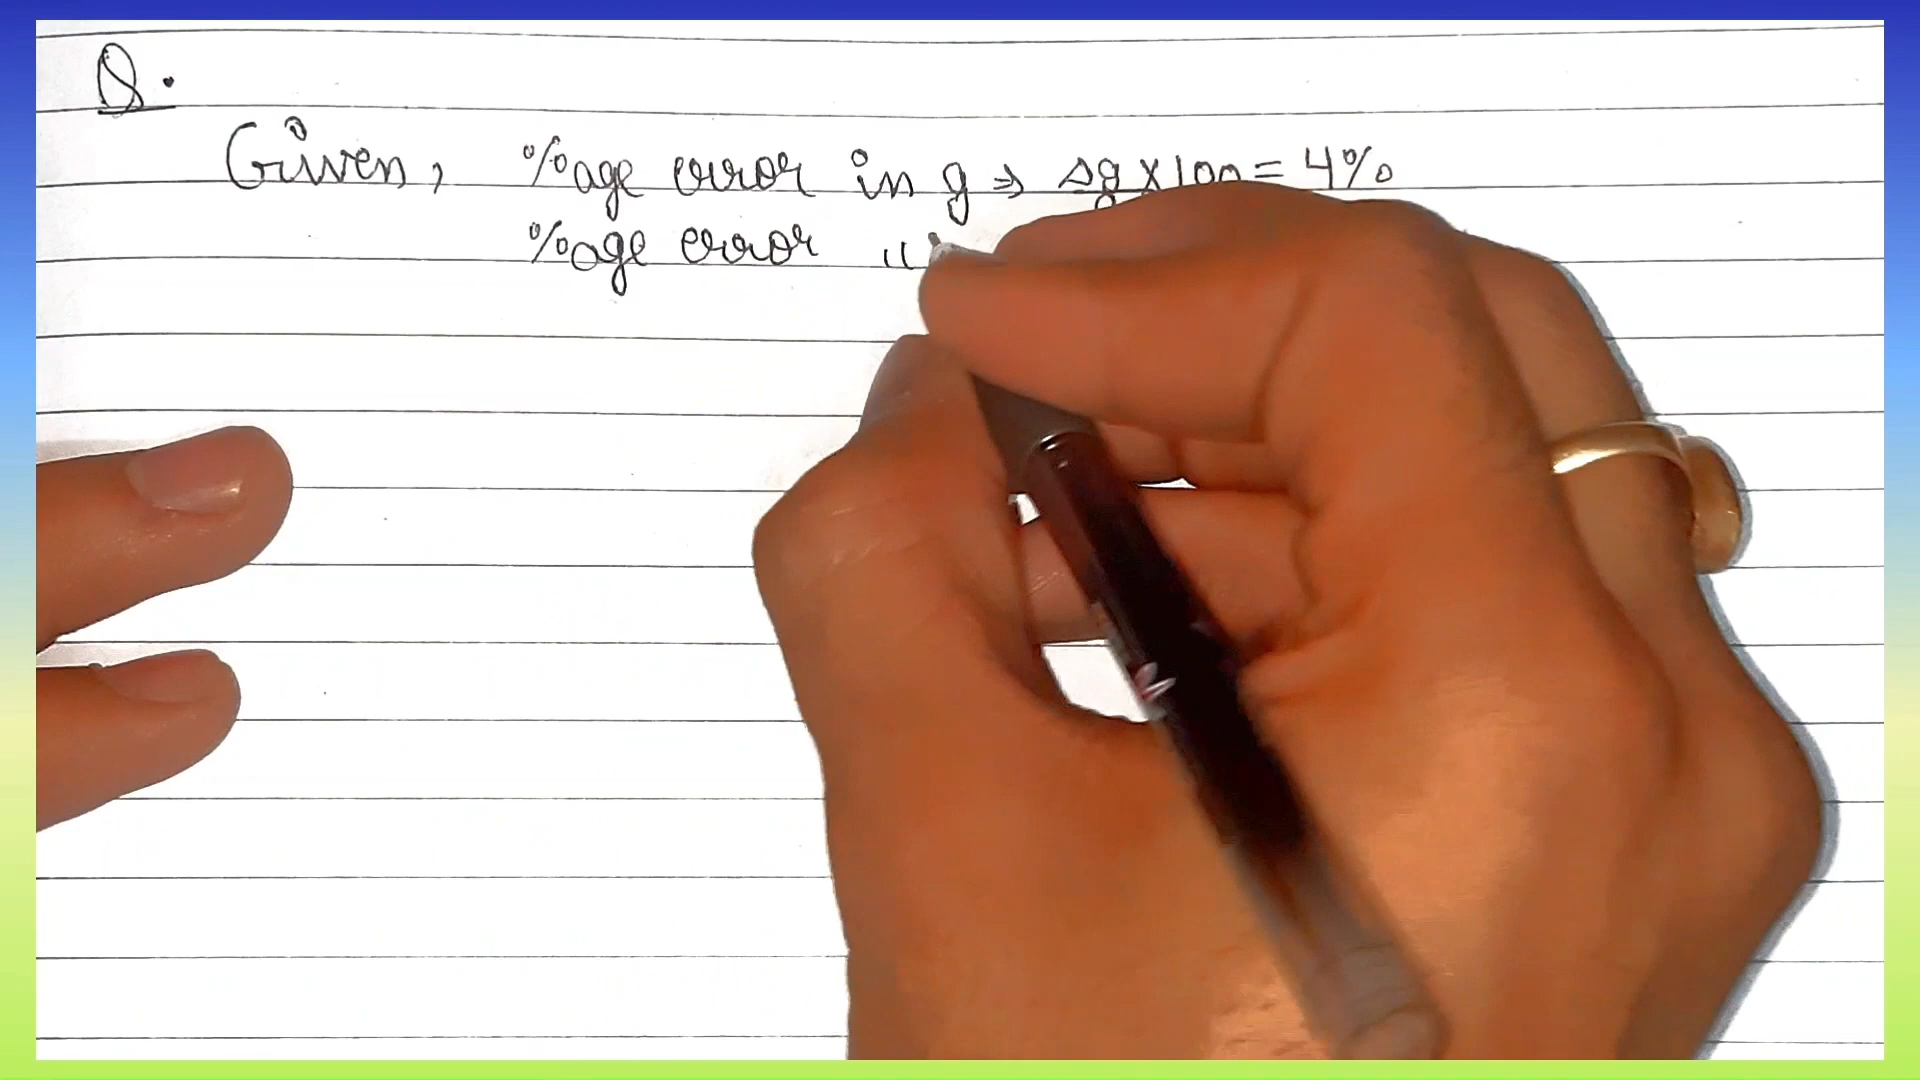 Q.
Given, %age error in g ⇒ Δg × 100 = 4%
%age error "